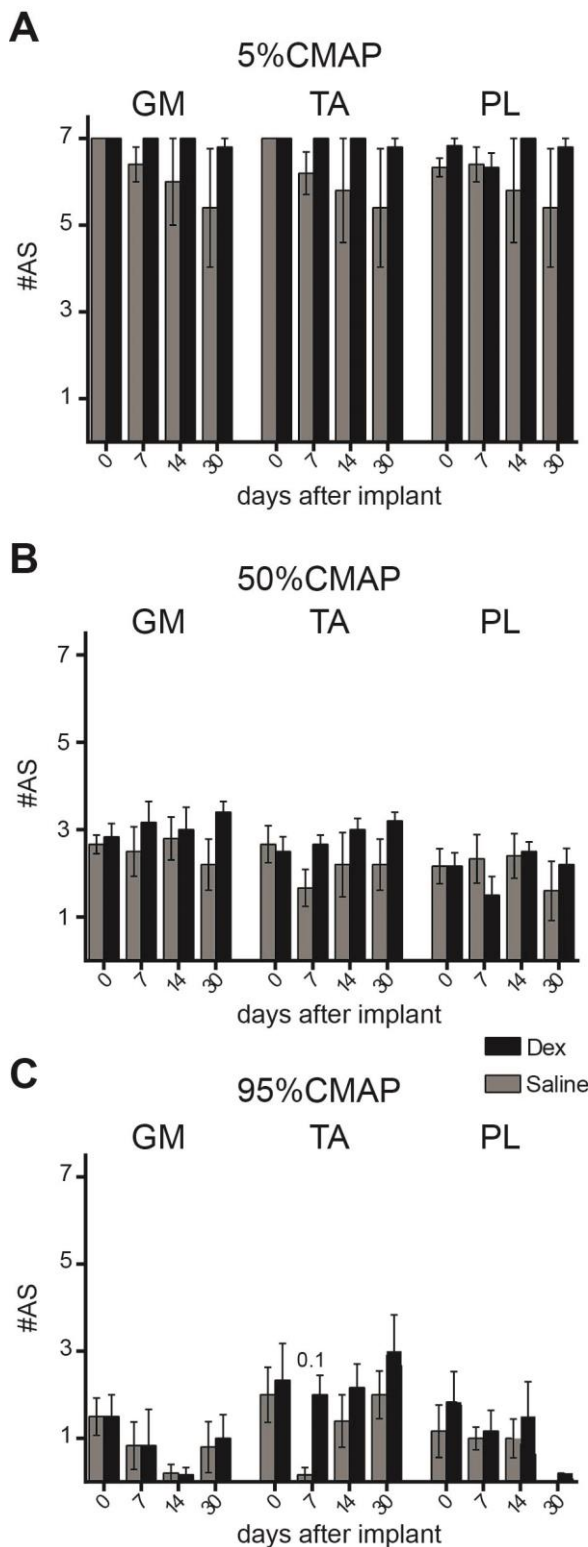 A
5%CMAP
GM TA PL
7
5
3
1
#AS
0 7 14 30 0 7 14 30 0 7 14 30
days after implant
B
50%CMAP
GM TA PL
7
5
3
1
#AS
0 7 14 30 0 7 14 30 0 7 14 30
days after implant
Dex
Saline
C
95%CMAP
GM TA PL
7
5
3
1
#AS
0.1
0 7 14 30 0 7 14 30 0 7 14 30
days after implant